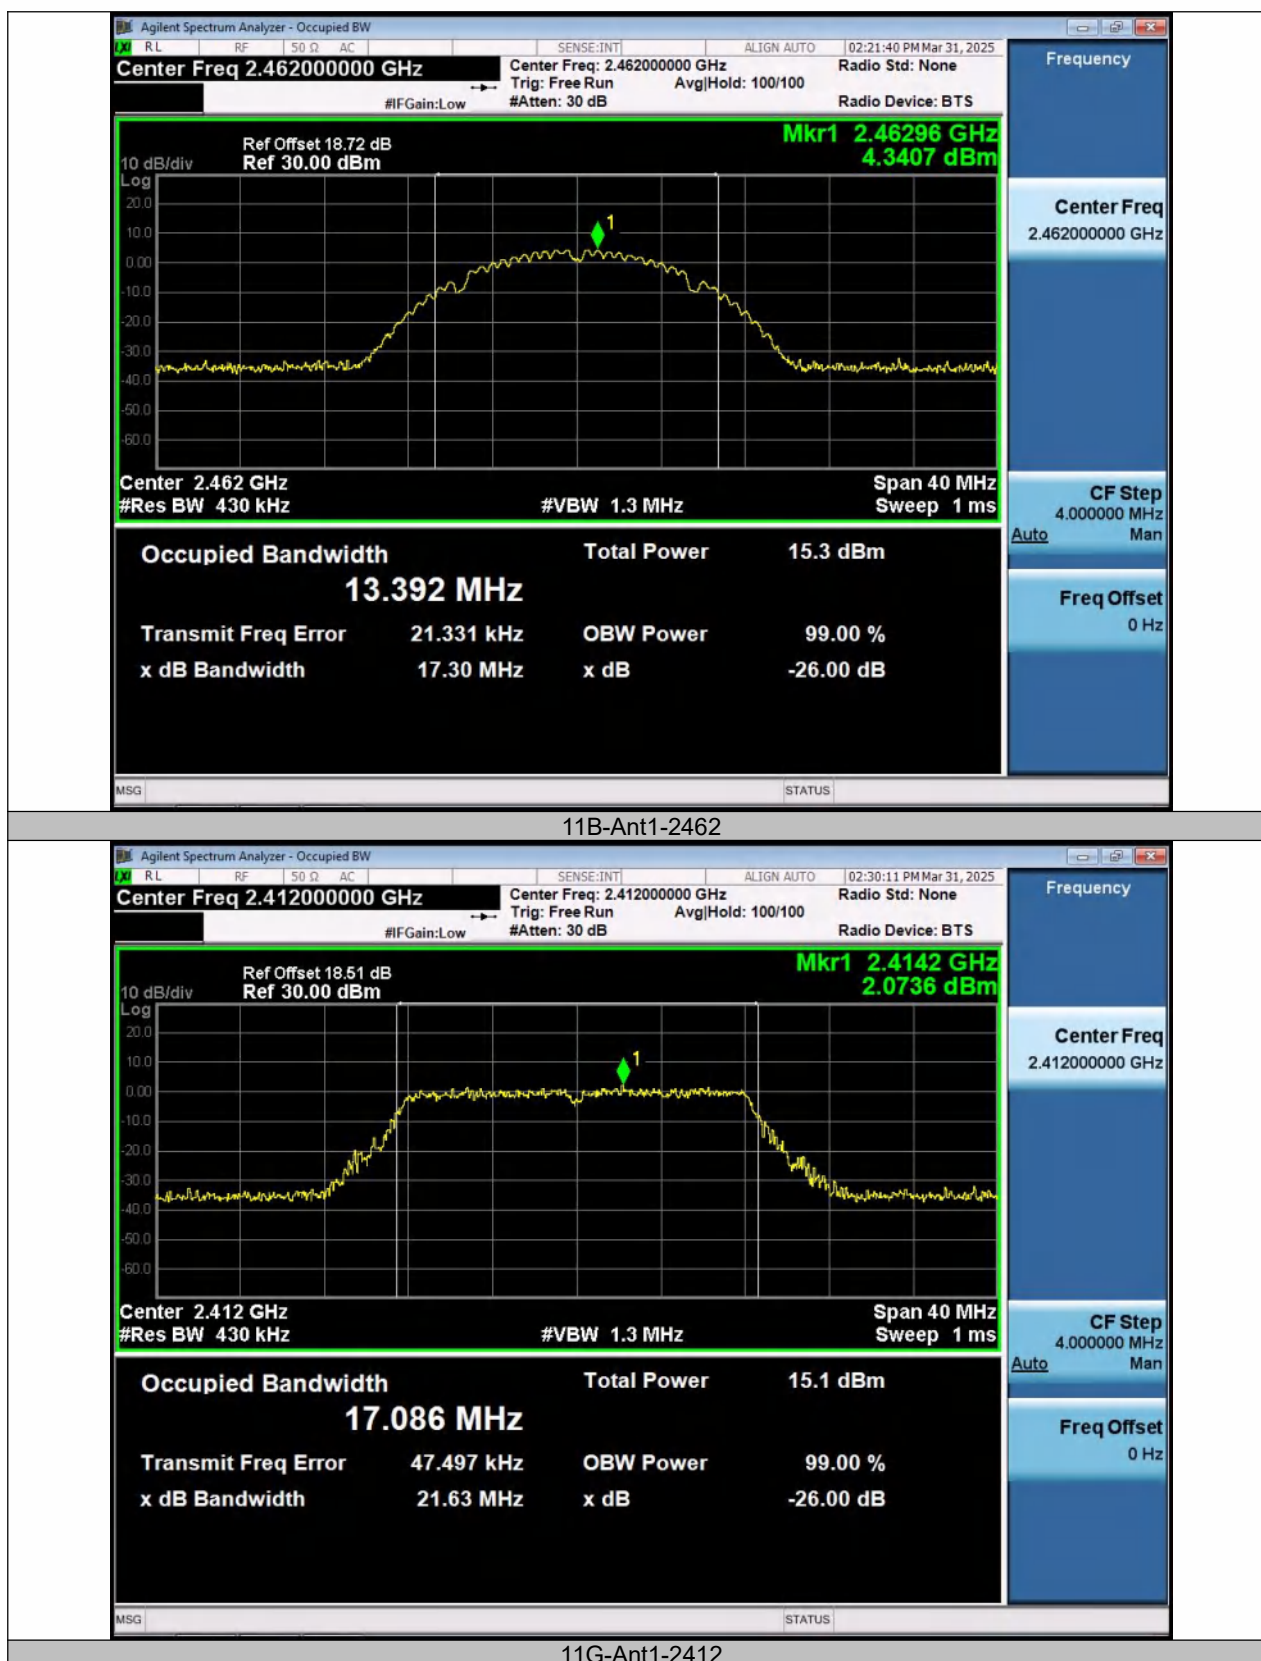 Agilent Spectrum Analyzer - Occupied BW
LXI RL RF 50 Ω AC SENSE:INT ALIGN AUTO 02:21:40 PM Mar 31, 2025
Center Freq 2.462000000 GHz
Center Freq: 2.462000000 GHz Radio Std: None
Trig: Free Run Avg|Hold: 100/100
#IFGain:Low #Atten: 30 dB Radio Device: BTS
Frequency
Mkr1 2.46296 GHz
4.3407 dBm
Ref Offset 18.72 dB
10 dB/div Ref 30.00 dBm
Log
20.0
10.0
0.00
-10.0
-20.0
-30.0
-40.0
-50.0
-60.0
1
Center Freq
2.462000000 GHz
Center 2.462 GHz Span 40 MHz
#Res BW 430 kHz #VBW 1.3 MHz Sweep 1 ms
CF Step
4.000000 MHz
Auto Man
Freq Offset
0 Hz
Occupied Bandwidth Total Power 15.3 dBm
13.392 MHz
Transmit Freq Error 21.331 kHz OBW Power 99.00 %
x dB Bandwidth 17.30 MHz x dB -26.00 dB
MSG STATUS
11B-Ant1-2462
Agilent Spectrum Analyzer - Occupied BW
LXI RL RF 50 Ω AC SENSE:INT ALIGN AUTO 02:30:11 PM Mar 31, 2025
Center Freq 2.412000000 GHz
Center Freq: 2.412000000 GHz Radio Std: None
Trig: Free Run Avg|Hold: 100/100
#IFGain:Low #Atten: 30 dB Radio Device: BTS
Frequency
Mkr1 2.4142 GHz
2.0736 dBm
Ref Offset 18.51 dB
10 dB/div Ref 30.00 dBm
Log
20.0
10.0
0.00
-10.0
-20.0
-30.0
-40.0
-50.0
-60.0
1
Center Freq
2.412000000 GHz
Center 2.412 GHz Span 40 MHz
#Res BW 430 kHz #VBW 1.3 MHz Sweep 1 ms
CF Step
4.000000 MHz
Auto Man
Freq Offset
0 Hz
Occupied Bandwidth Total Power 15.1 dBm
17.086 MHz
Transmit Freq Error 47.497 kHz OBW Power 99.00 %
x dB Bandwidth 21.63 MHz x dB -26.00 dB
MSG STATUS
11G-Ant1-2412